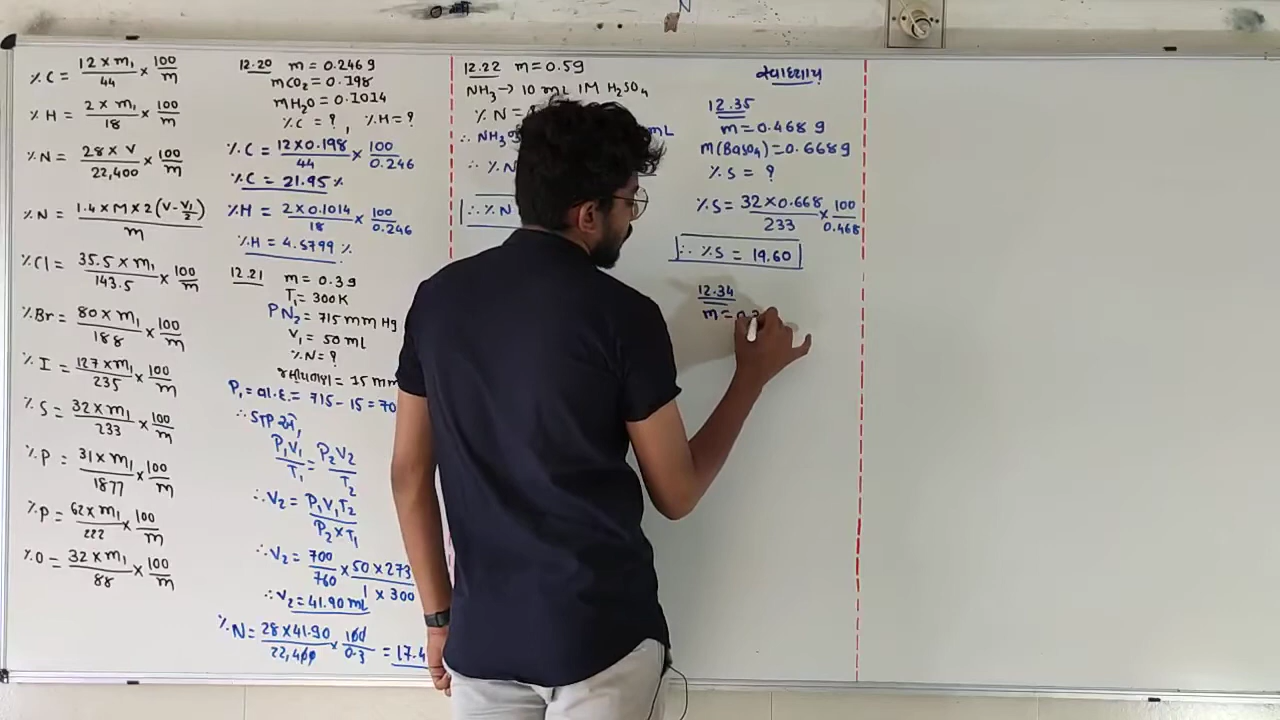 % C = 12 × m₁ / 44 × 100 / m
% H = 2 × m₁ / 18 × 100 / m
% N = 28 × V / 22,400 × 100 / m
% N = 1.4 × M × 2 (V - V₁/2) / m
% Cl = 35.5 × m₁ / 143.5 × 100 / m
% Br = 80 × m₁ / 188 × 100 / m
% I = 127 × m₁ / 235 × 100 / m
% S = 32 × m₁ / 233 × 100 / m
% P = 31 × m₁ / 1877 × 100 / m
% P = 62 × m₁ / 222 × 100 / m
% O = 32 × m₁ / 88 × 100 / m
12.20 m = 0.246 g
mCO₂ = 0.198
mH₂O = 0.1014
% C = ? , % H = ?
% C = 12 × 0.198 / 44 × 100 / 0.246
% C = 21.95 %
% H = 2 × 0.1014 / 18 × 100 / 0.246
% H = 4.5799 %
12.21 m = 0.3 g
T₁ = 300 K
PN₂ = 715 mm Hg
V₁ = 50 ml
% N = ?
= 15 mm
P₁ = 715 - 15 = 70
∴ STP
P₁V₁ / T₁ = P₂V₂ / T₂
∴ V₂ = P₁V₁T₂ / P₂ × T₁
∴ V₂ = 700 / 760 × 50 × 273 / 1 × 300
∴ V₂ = 41.90 ml
% N = 28 × 41.90 / 22,400 × 100 / 0.3 = 17.4
12.22 m = 0.5 g
NH₃ → 10 mL 1M H₂SO₄
% N =
∴ NH₃ mL
∴ % N
∴ % N
સ્વાધ્યાય
12.35
m = 0.468 g
m(BaSO₄) = 0.668 g
% S = ?
% S = 32 × 0.668 / 233 × 100 / 0.468
∴ % S = 19.60
12.34
m = 0.3